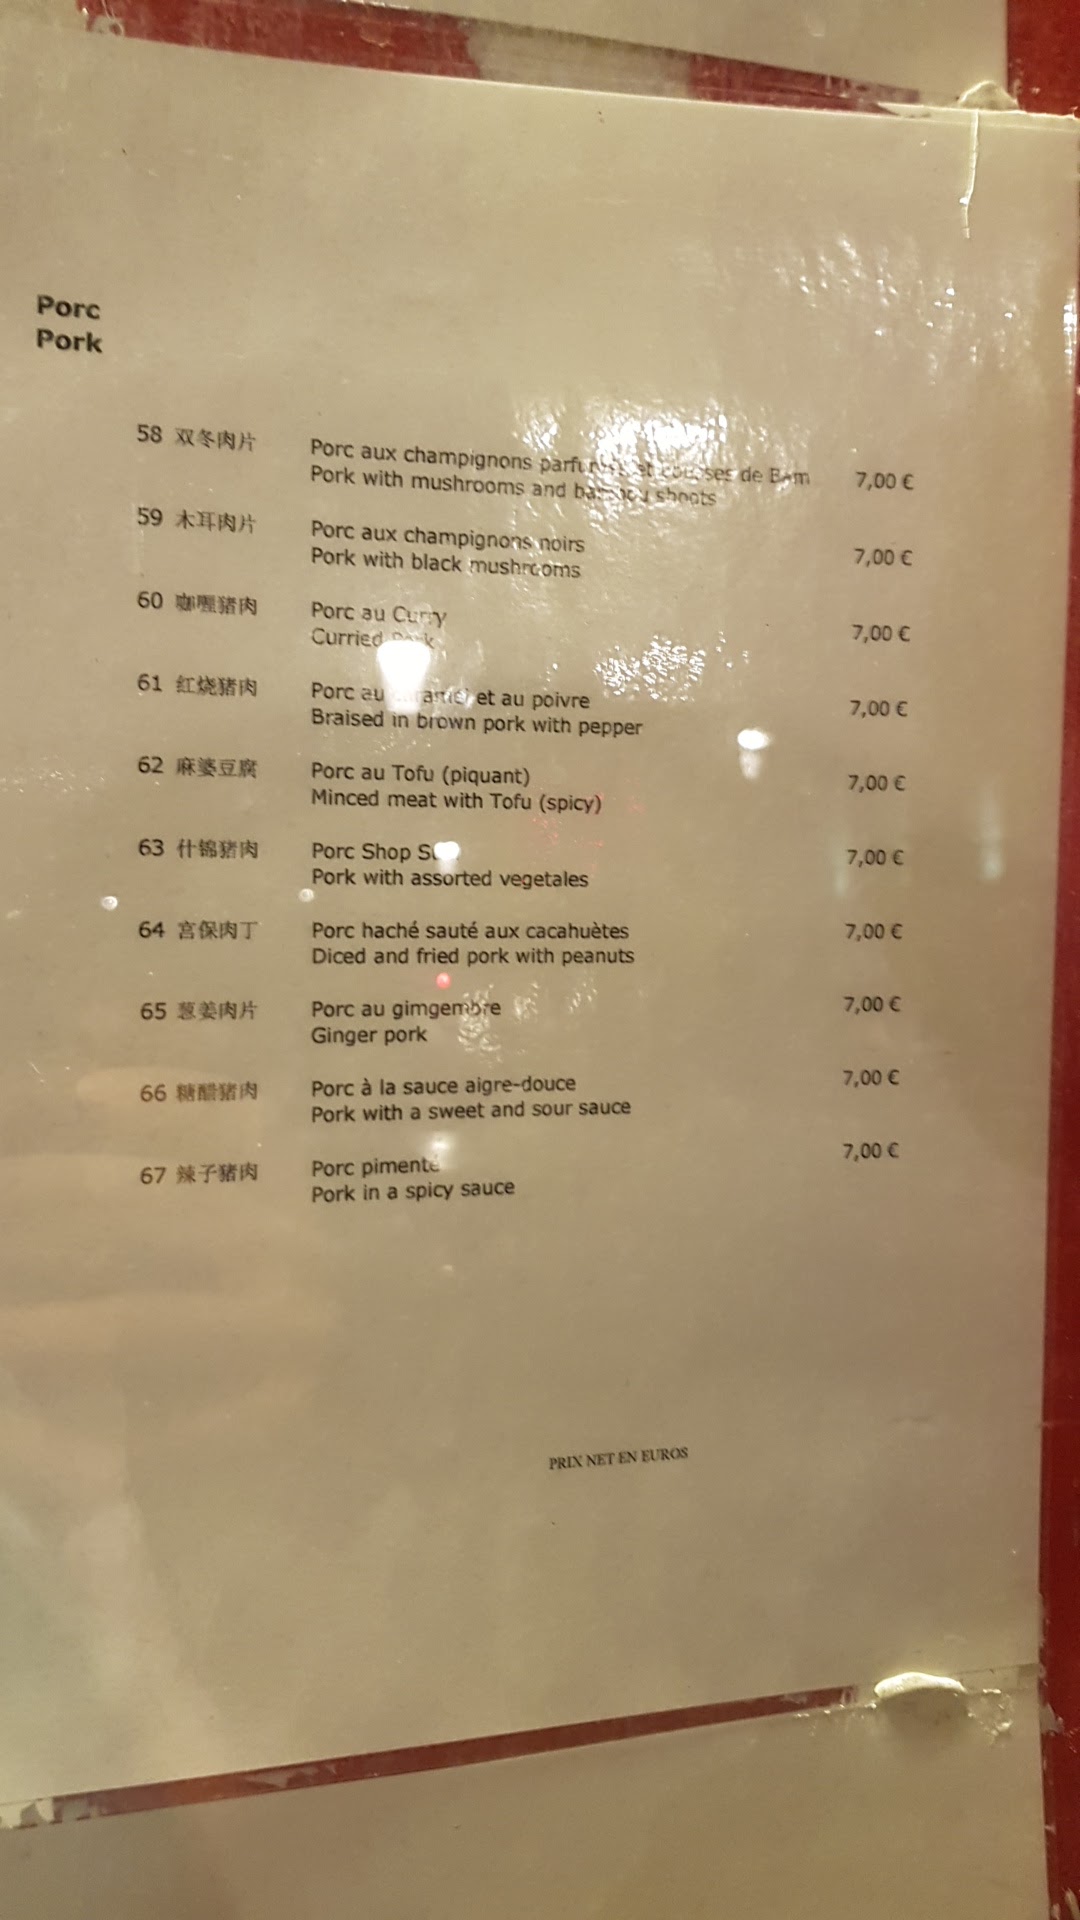 Porc
Pork
58 双冬肉片 Porc aux champignons et de 7,00 €
Pork with mushrooms and shoots
59 木耳肉片 Porc aux champignons noirs 7,00 €
Pork with black mushrooms
60 咖喱猪肉 Porc au Curry 7,00 €
Curried Pork
61 红烧猪肉 Porc au caramel et au poivre 7,00 €
Braised in brown pork with pepper
62 麻婆豆腐 Porc au Tofu (piquant) 7,00 €
Minced meat with Tofu (spicy)
63 什锦猪肉 Porc Shop 7,00 €
Pork with assorted vegetales
64 宫保肉丁 Porc haché sauté aux cacahuètes 7,00 €
Diced and fried pork with peanuts
65 葱姜肉片 Porc au gimgembre 7,00 €
Ginger pork
66 糖醋猪肉 Porc à la sauce aigre-douce 7,00 €
Pork with a sweet and sour sauce
67 辣子猪肉 Porc pimenté 7,00 €
Pork in a spicy sauce
PRIX NET EN EUROS